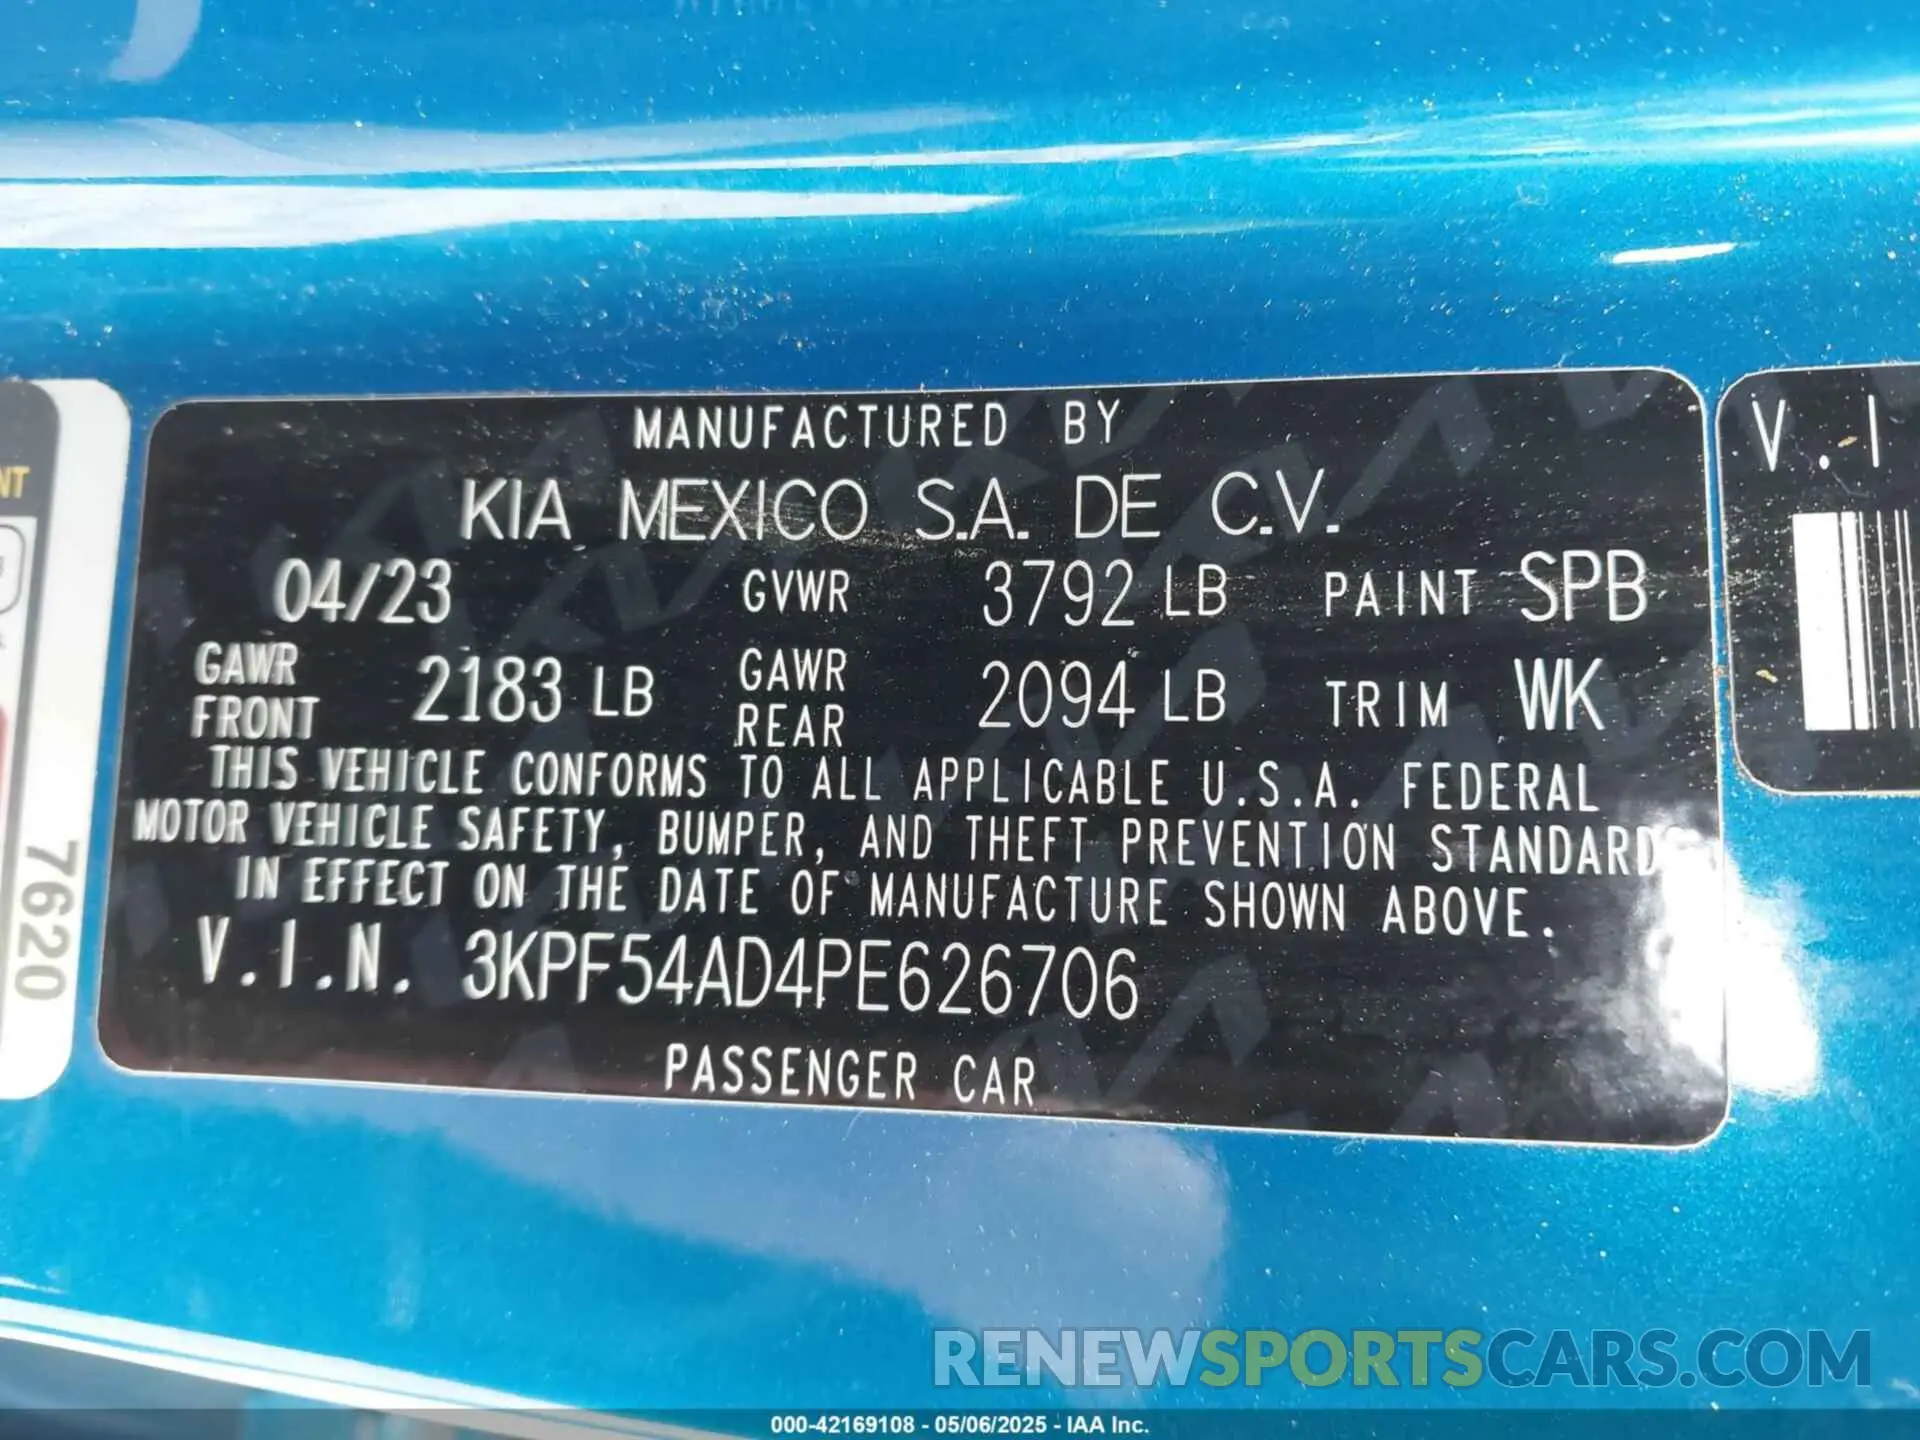 MANUFACTURED BY
KIA MEXICO S.A. DE C.V.
04/23 GVWR 3792 LB PAINT SPB
GAWR FRONT 2183 LB GAWR REAR 2094 LB TRIM WK
THIS VEHICLE CONFORMS TO ALL APPLICABLE U.S.A. FEDERAL
MOTOR VEHICLE SAFETY, BUMPER, AND THEFT PREVENTION STANDARDS
IN EFFECT ON THE DATE OF MANUFACTURE SHOWN ABOVE.
V.I.N. 3KPF54AD4PE626706
PASSENGER CAR
V.I
7620
NT
RENEWSPORTSCARS.COM
000-42169108 - 05/06/2025 - IAA Inc.